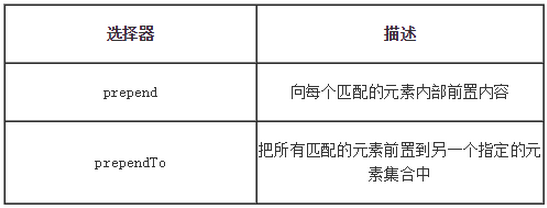 选择器 描述
prepend 向每个匹配的元素内部前置内容
prependTo 把所有匹配的元素前置到另一个指定的元
素集合中